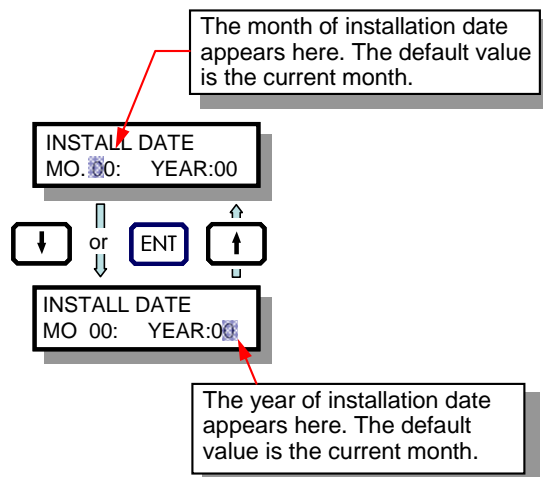 The month of installation date
appears here. The default value
is the current month.
INSTALL DATE
MO. 00: YEAR:00
or ENT
INSTALL DATE
MO 00: YEAR:00
The year of installation date
appears here. The default
value is the current month.